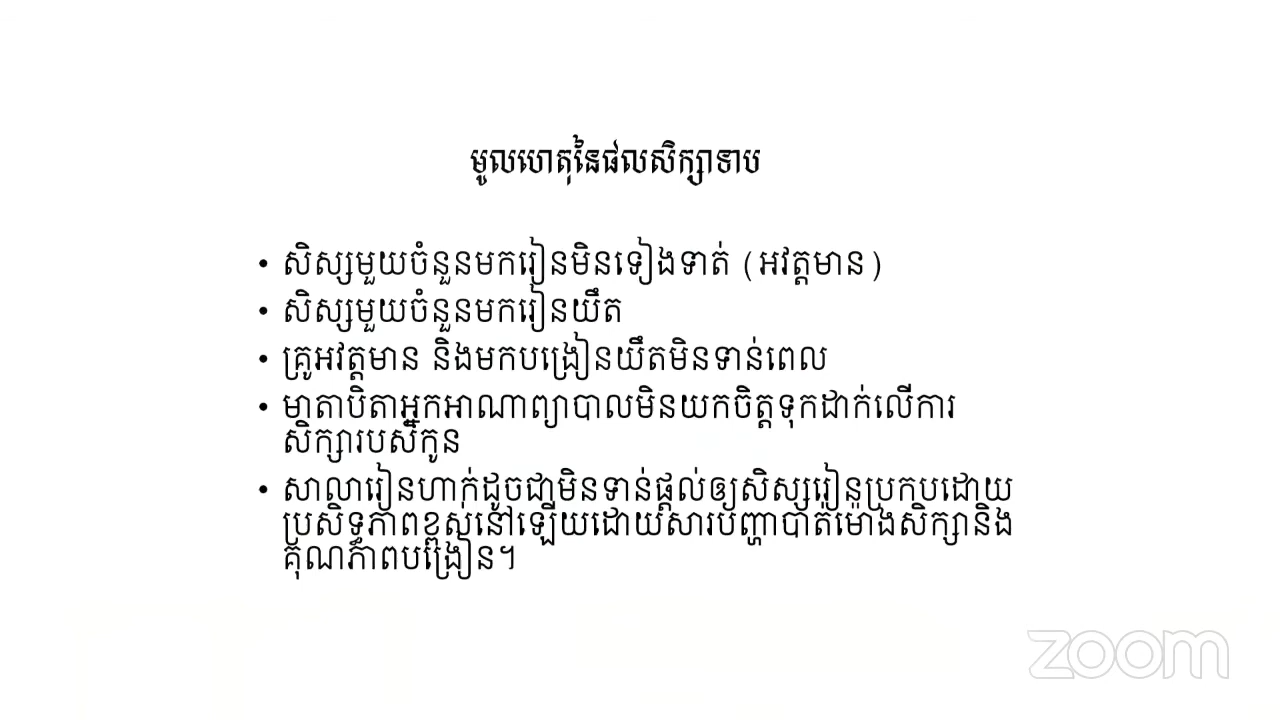 មូលហេតុនៃផលសិក្សាទាប
• សិស្សមួយចំនួនមករៀនមិនទៀងទាត់ (អវត្តមាន)
• សិស្សមួយចំនួនមករៀនយឺត
• គ្រូអវត្តមាន និងមកបង្រៀនយឺតមិនទាន់ពេល
• មាតាបិតាអ្នកអាណាព្យាបាលមិនយកចិត្តទុកដាក់លើការ
សិក្សារបស់កូន
• សាលារៀនហាក់ដូចជាមិនទាន់ផ្តល់ឲ្យសិស្សរៀនប្រកបដោយ
ប្រសិទ្ធភាពខ្ពស់នៅឡើយដោយសារបញ្ហាបាត់ម៉ោងសិក្សានិង
គុណភាពបង្រៀន។
zoom